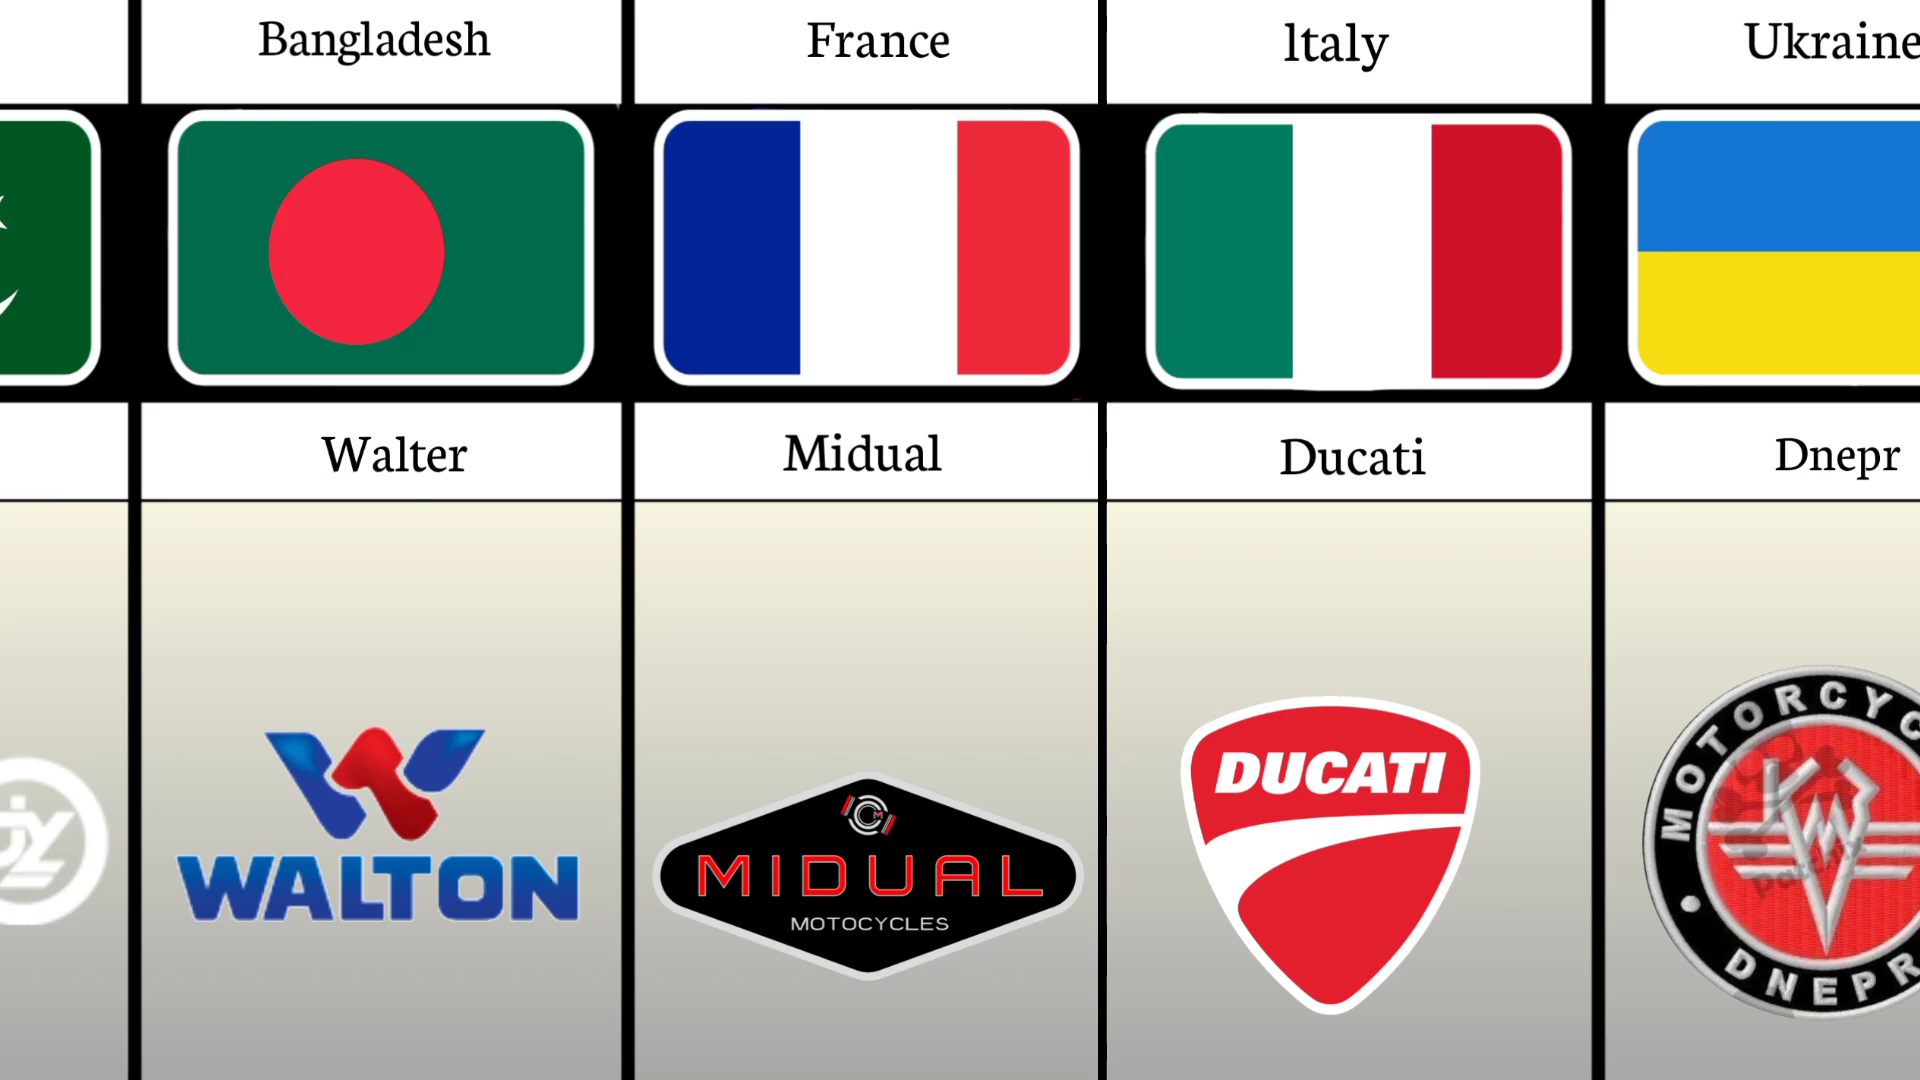 Bangladesh
France
Italy
Ukraine
Walter
Midual
Ducati
Dnepr
WALTON
M
MIDUAL
MOTOCYCLES
DUCATI
MOTORCYC
DNEPR